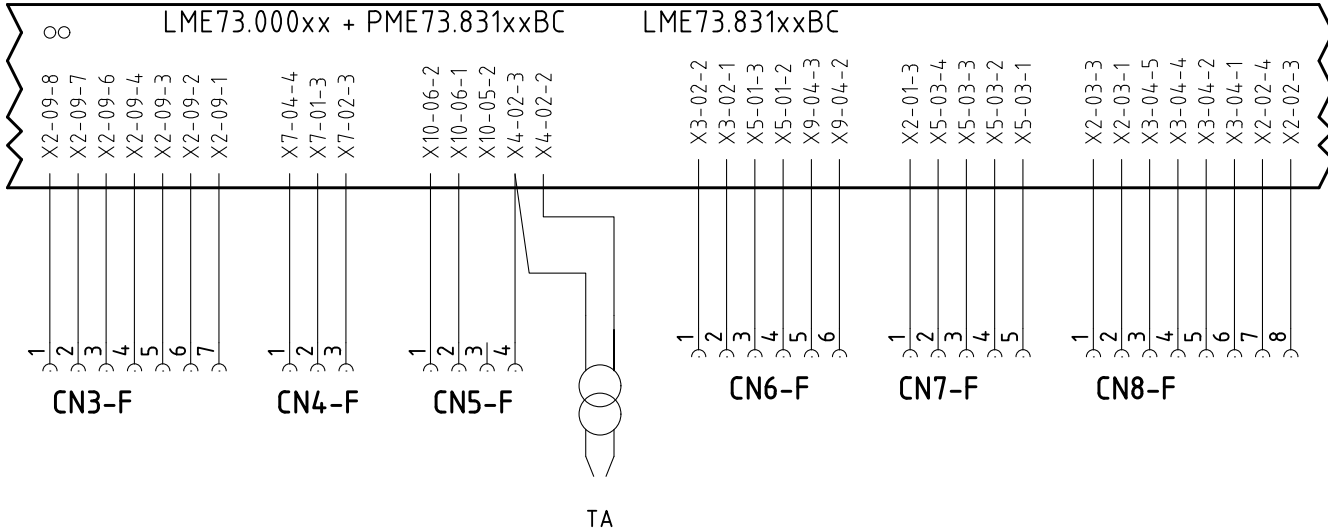 LME73.000xx + PME73.831xxBC LME73.831xxBC
X2-09-8
X2-09-7
X2-09-6
X2-09-4
X2-09-3
X2-09-2
X2-09-1
X7-04-4
X7-01-3
X7-02-3
X10-06-2
X10-06-1
X10-05-2
X4-02-3
X4-02-2
X3-02-2
X3-02-1
X5-01-3
X5-01-2
X9-04-3
X9-04-2
X2-01-3
X5-03-4
X5-03-3
X5-03-2
X5-03-1
X2-03-3
X2-03-1
X3-04-5
X3-04-4
X3-04-2
X3-04-1
X2-02-4
X2-02-3
1 2 3 4 5 6 7
1 2 3
1 2 3 4
1 2 3 4 5 6
1 2 3 4 5
1 2 3 4 5 6 7 8
CN3-F CN4-F CN5-F CN6-F CN7-F CN8-F
TA